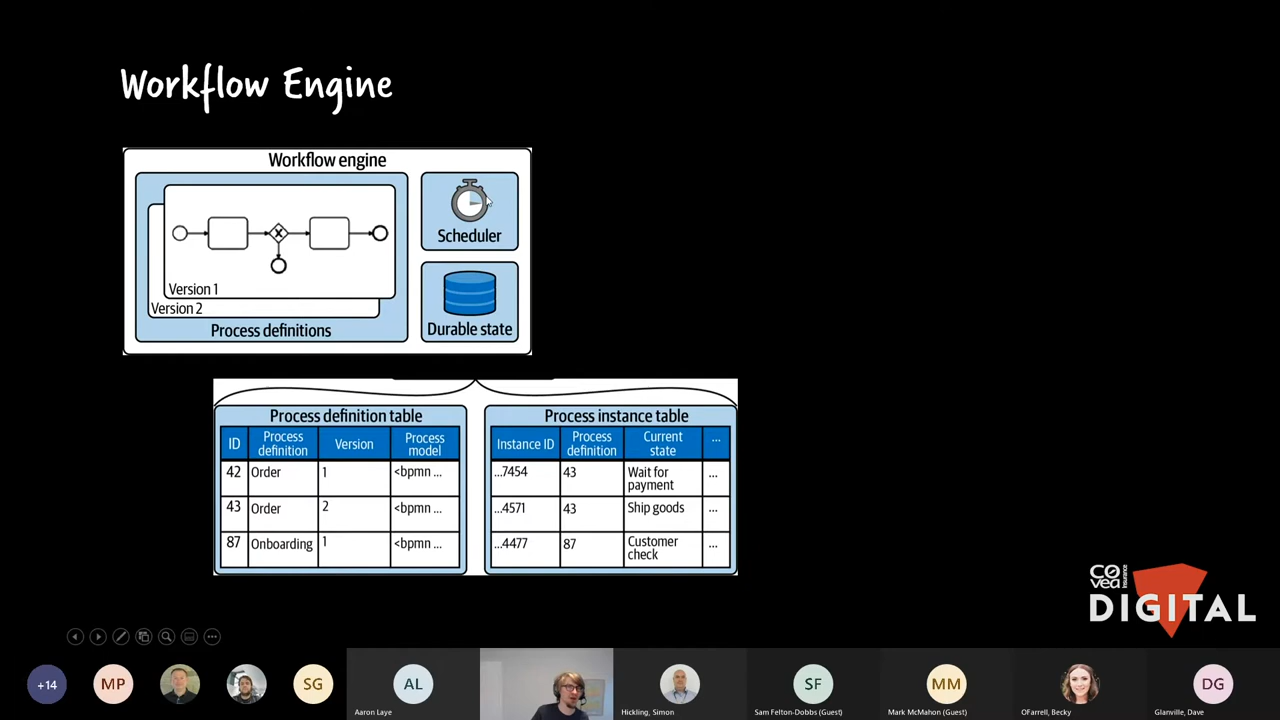 Workflow Engine
Workflow engine
Version 1
Version 2
Process definitions
Scheduler
Durable state
Process definition table
ID Process definition Version Process model
42 Order 1 <bpmn ...
43 Order 2 <bpmn ...
87 Onboarding 1 <bpmn ...
Process instance table
Instance ID Process definition Current state ...
...7454 43 Wait for payment ...
...4571 43 Ship goods ...
...4477 87 Customer check ...
covea insurance
DIGITAL
+14
MP
SG
AL
Aaron Laye
Hickling, Simon
SF
Sam Felton-Dobbs (Guest)
MM
Mark McMahon (Guest)
OFarrell, Becky
DG
Glanville, Dave